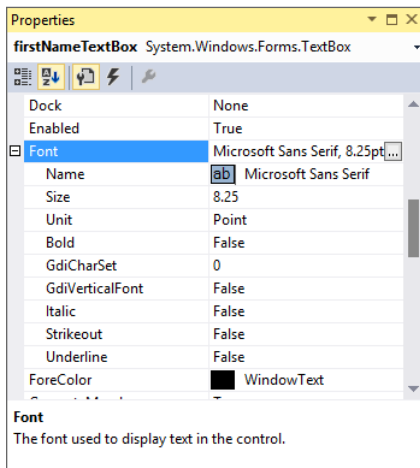 Properties
firstNameTextBox System.Windows.Forms.TextBox
Dock None
Enabled True
Font Microsoft Sans Serif, 8.25pt ...
Name ab Microsoft Sans Serif
Size 8.25
Unit Point
Bold False
GdiCharSet 0
GdiVerticalFont False
Italic False
Strikeout False
Underline False
ForeColor WindowText
Font
The font used to display text in the control.